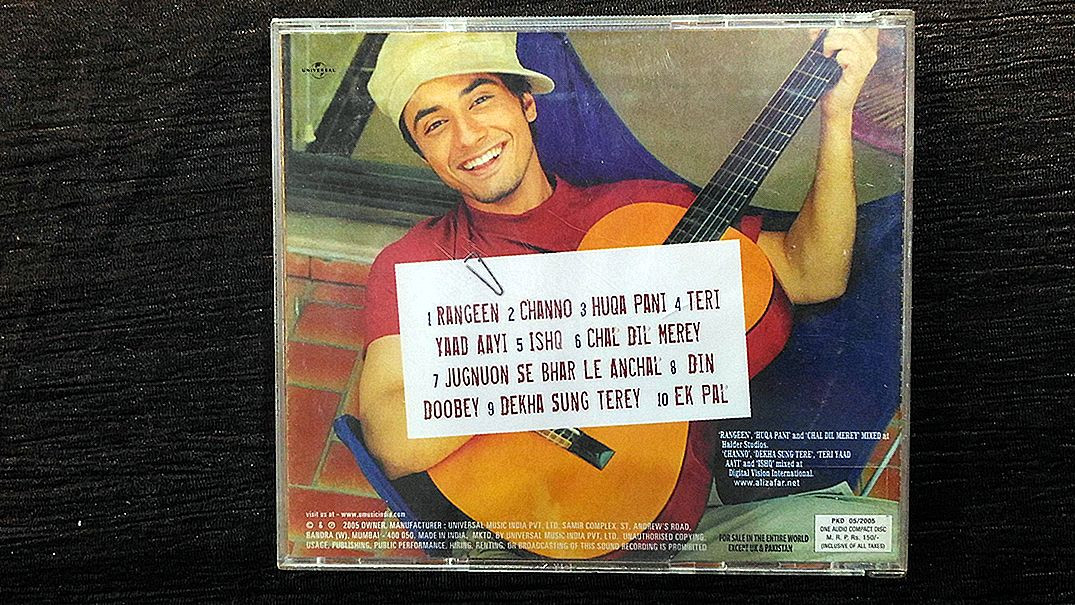 UNIVERSAL
1 RANGEEN 2 CHANNO 3 HUQA PANI 4 TERI
YAAD AAYI 5 ISHQ 6 CHAL DIL MEREY
7 JUGNUON SE BHAR LE ANCHAL 8 DIN
DOOBEY 9 DEKHA SUNG TEREY 10 EK PAL
'RANGEEN', 'HUQA PANI' and 'CHAL DIL MEREY' MIXED at
Haider Studios.
'CHANNO', 'DEKHA SUNG TERE', 'TERI YAAD
AAYI' and 'ISHQ' mixed at
Digital Vision International.
www.alizafar.net
visit us at - www.umusicindia.com
© & ℗ 2005 OWNER, MANUFACTURER : UNIVERSAL MUSIC INDIA PVT. LTD. SAMIR COMPLEX, ST. ANDREW'S ROAD,
BANDRA (W), MUMBAI - 400 050. MADE IN INDIA. MKTD. BY UNIVERSAL MUSIC INDIA PVT. LTD. UNAUTHORISED COPYING,
USAGE, PUBLISHING, PUBLIC PERFORMANCE, HIRING, RENTING, OR BROADCASTING OF THIS SOUND RECORDING IS PROHIBITED
FOR SALE IN THE ENTIRE WORLD
EXCEPT UK & PAKISTAN
PKD 05/2005
ONE AUDIO COMPACT DISC
M. R. P. Rs. 150/-
(INCLUSIVE OF ALL TAXES)